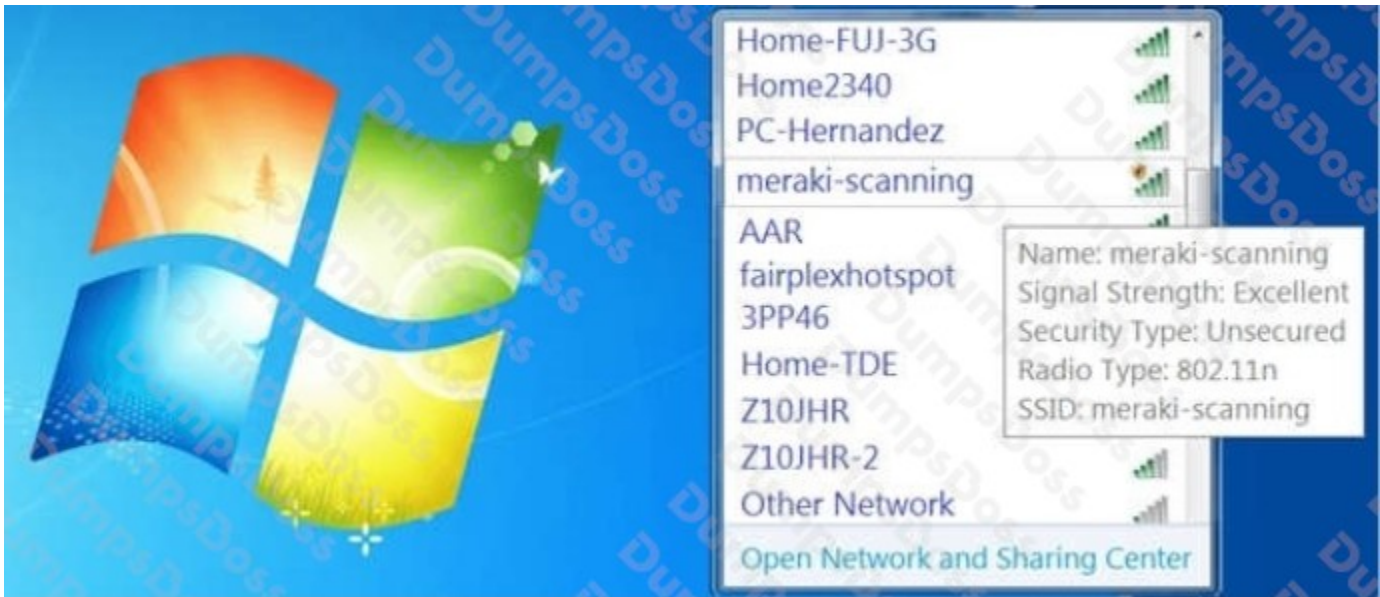 Home-FUJ-3G
Home2340
PC-Hernandez
meraki-scanning
AAR
fairplexhotspot
3PP46
Home-TDE
Z10JHR
Z10JHR-2
Other Network
Open Network and Sharing Center
Name: meraki-scanning
Signal Strength: Excellent
Security Type: Unsecured
Radio Type: 802.11n
SSID: meraki-scanning
DumpsDoss